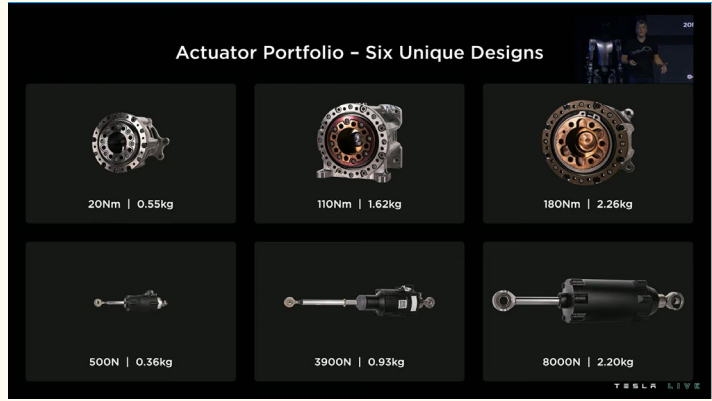 Actuator Portfolio – Six Unique Designs
20Nm | 0.55kg
110Nm | 1.62kg
180Nm | 2.26kg
500N | 0.36kg
3900N | 0.93kg
8000N | 2.20kg
TESLA LIVE